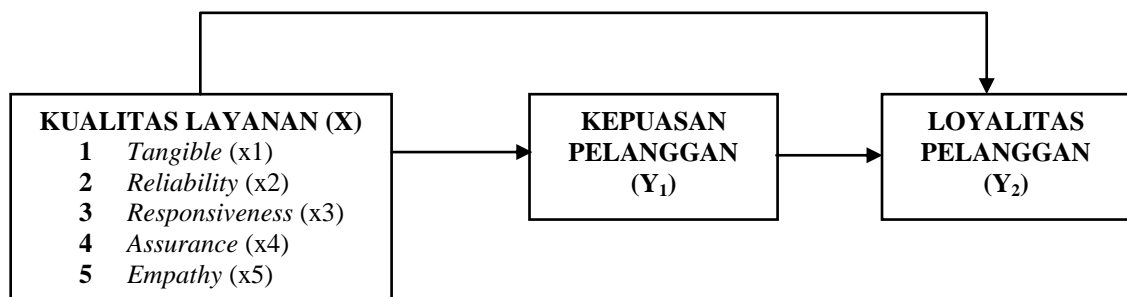 KUALITAS LAYANAN (X)
1 Tangible (x1)
2 Reliability (x2)
3 Responsiveness (x3)
4 Assurance (x4)
5 Empathy (x5)
KEPUASAN
PELANGGAN
(Y₁)
LOYALITAS
PELANGGAN
(Y₂)